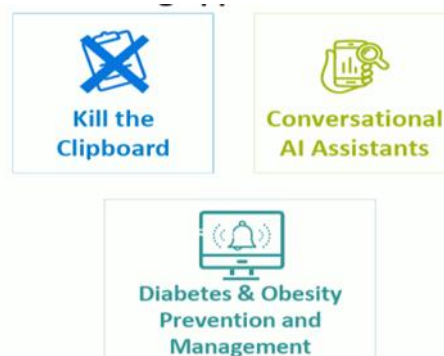 Kill the
Clipboard
Conversational
AI Assistants
Diabetes & Obesity
Prevention and
Management